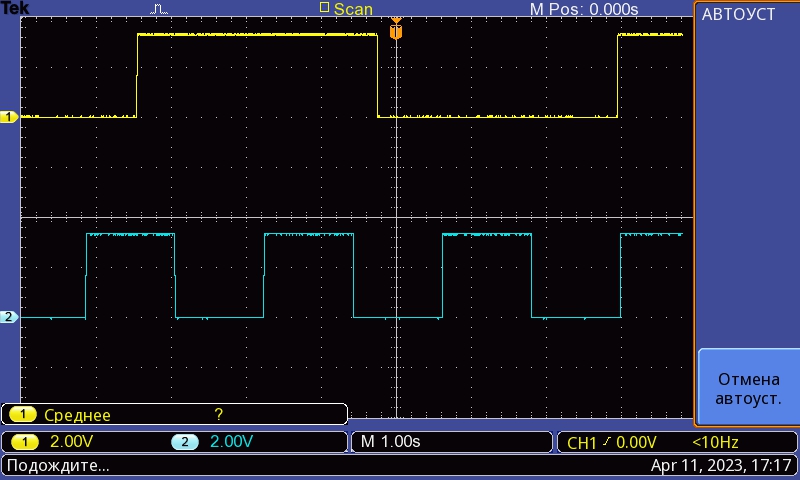 Tek Scan M Pos: 0.000s
АВТОУСТ
T
1
2
Отмена
автоуст.
1 Среднее ?
1 2.00V 2 2.00V M 1.00s CH1 0.00V <10Hz
Подождите... Apr 11, 2023, 17:17